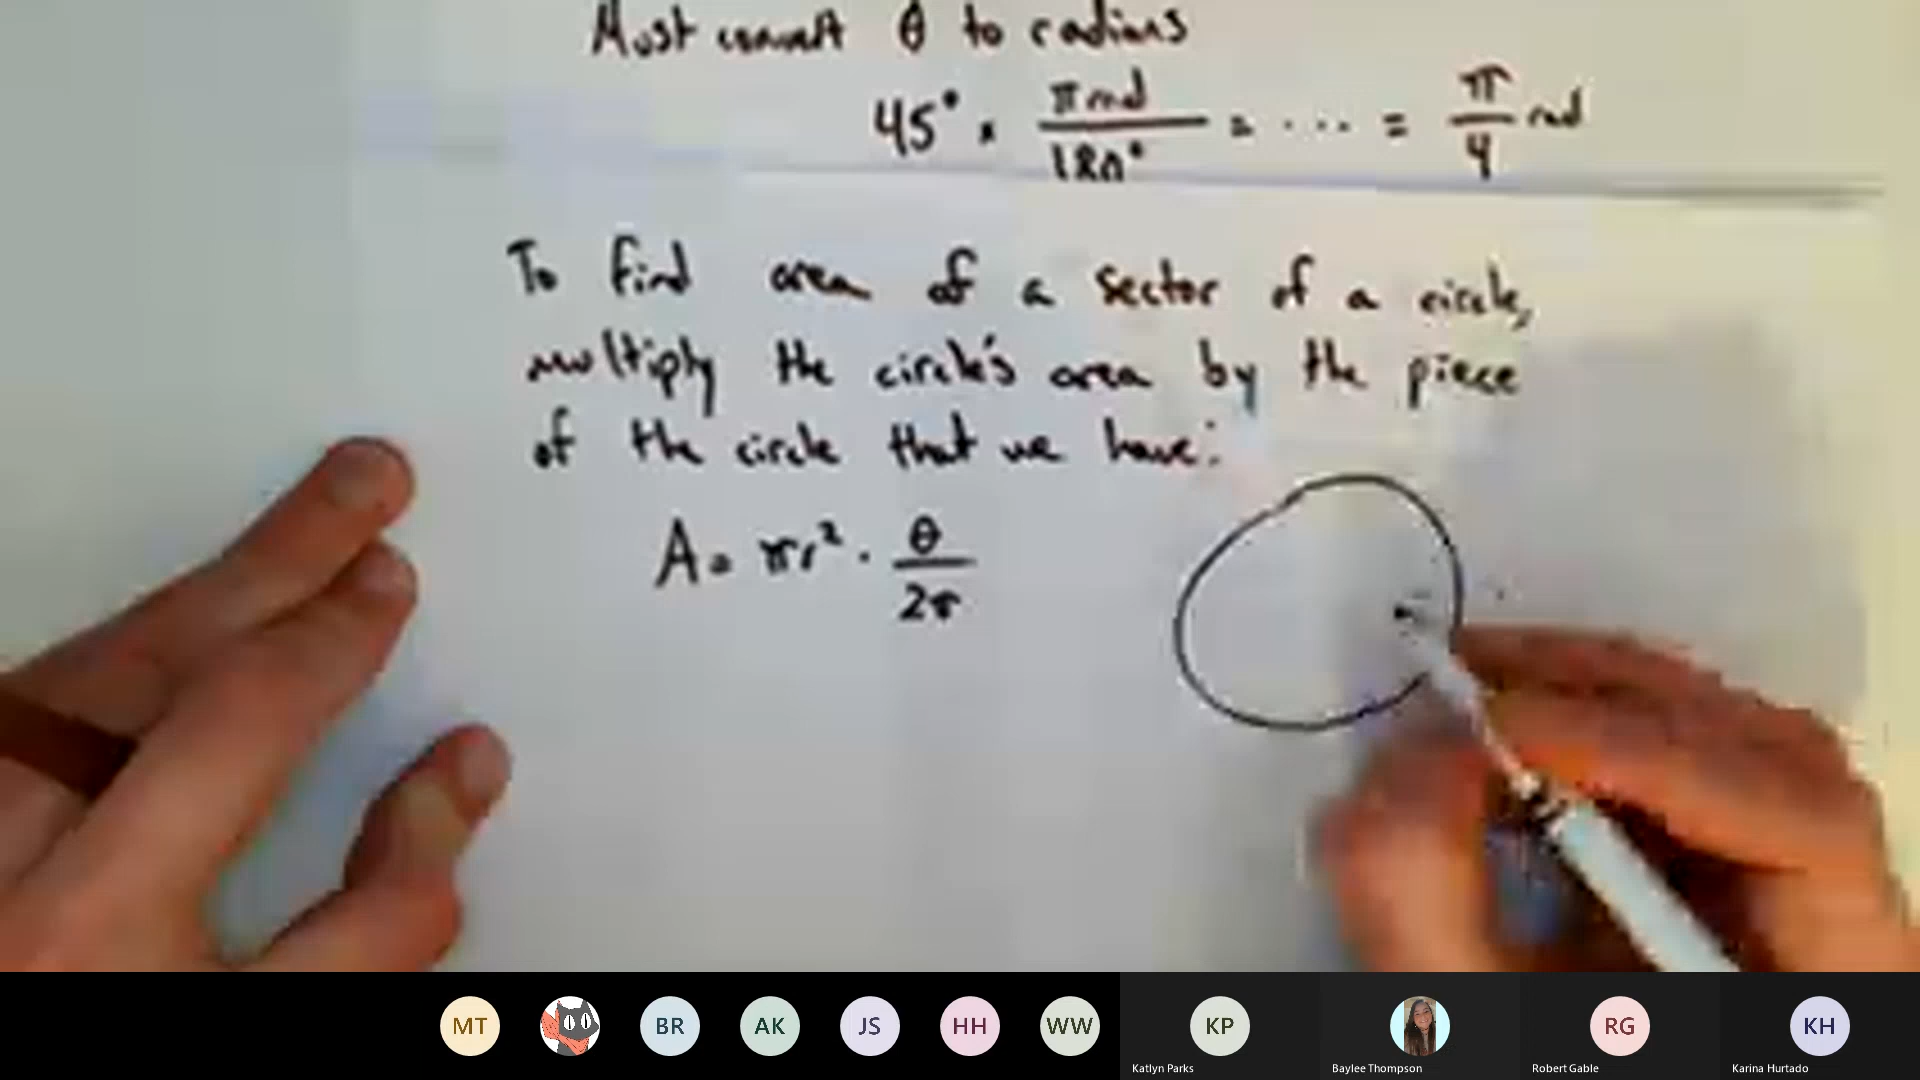 Must convert θ to radians
45° × π rad / 180° = ... = π/4 rad
To find area of a sector of a circle,
multiply the circle's area by the piece
of the circle that we have:
A = πr² · θ/2π
MT BR AK JS HH WW KP RG KH
Katlyn Parks Baylee Thompson Robert Gable Karina Hurtado